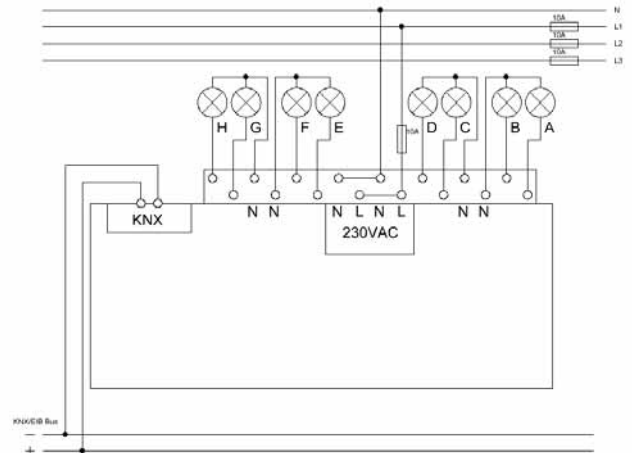 N
10A L1
10A L2
10A L3
H G F E D C B A
10A
KNX N N N L N L N N
230VAC
KNX/EIB Bus
—
+